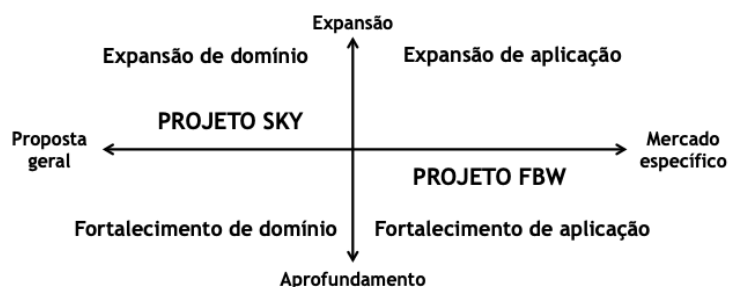 Expansão
Expansão de domínio
Expansão de aplicação
PROJETO SKY
Proposta
geral
Mercado
específico
PROJETO FBW
Fortalecimento de domínio
Fortalecimento de aplicação
Aprofundamento